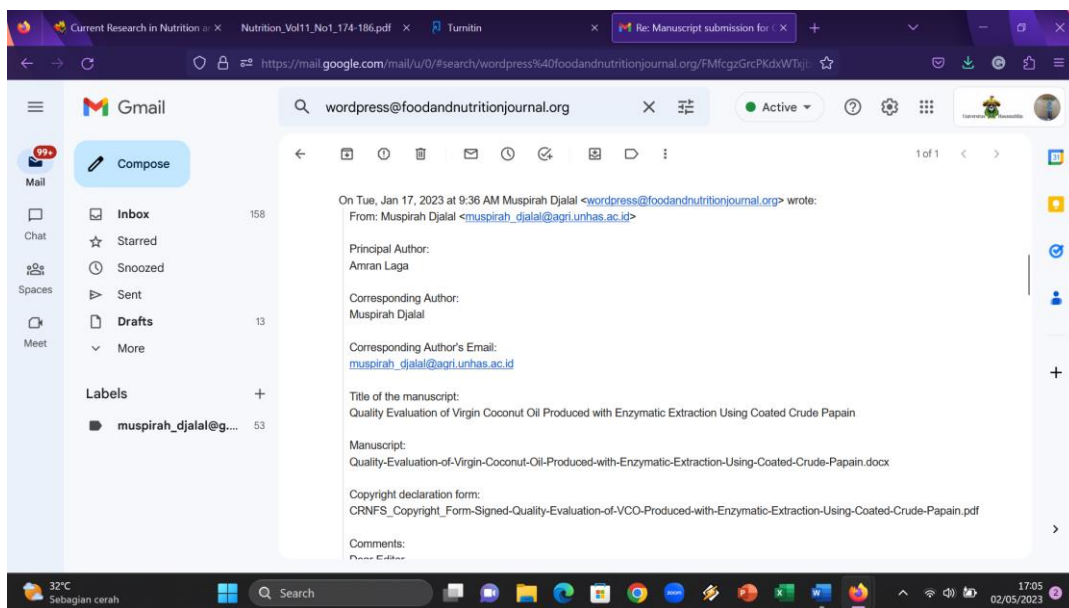 Current Research in Nutrition an
Nutrition_Vol11_No1_174-186.pdf
Turnitin
Re: Manuscript submission for C
https://mail.google.com/mail/u/0/#search/wordpress%40foodandnutritionjournal.org/FMfcgzGrcPKdxWTxjl
Gmail
wordpress@foodandnutritionjournal.org
Active
99+
Mail
Chat
Spaces
Meet
Compose
Inbox 158
Starred
Snoozed
Sent
Drafts 13
More
Labels
muspirah_djalal@g.... 53
1 of 1
31
On Tue, Jan 17, 2023 at 9:36 AM Muspirah Djalal <wordpress@foodandnutritionjournal.org> wrote:
From: Muspirah Djalal <muspirah_djalal@agri.unhas.ac.id>
Principal Author:
Amran Laga
Corresponding Author:
Muspirah Djalal
Corresponding Author's Email:
muspirah_djalal@agri.unhas.ac.id
Title of the manuscript:
Quality Evaluation of Virgin Coconut Oil Produced with Enzymatic Extraction Using Coated Crude Papain
Manuscript:
Quality-Evaluation-of-Virgin-Coconut-Oil-Produced-with-Enzymatic-Extraction-Using-Coated-Crude-Papain.docx
Copyright declaration form:
CRNFS_Copyright_Form-Signed-Quality-Evaluation-of-VCO-Produced-with-Enzymatic-Extraction-Using-Coated-Crude-Papain.pdf
Comments:
Dear Editor
32°C
Sebagian cerah
Search
zoom
17:05
02/05/2023
2